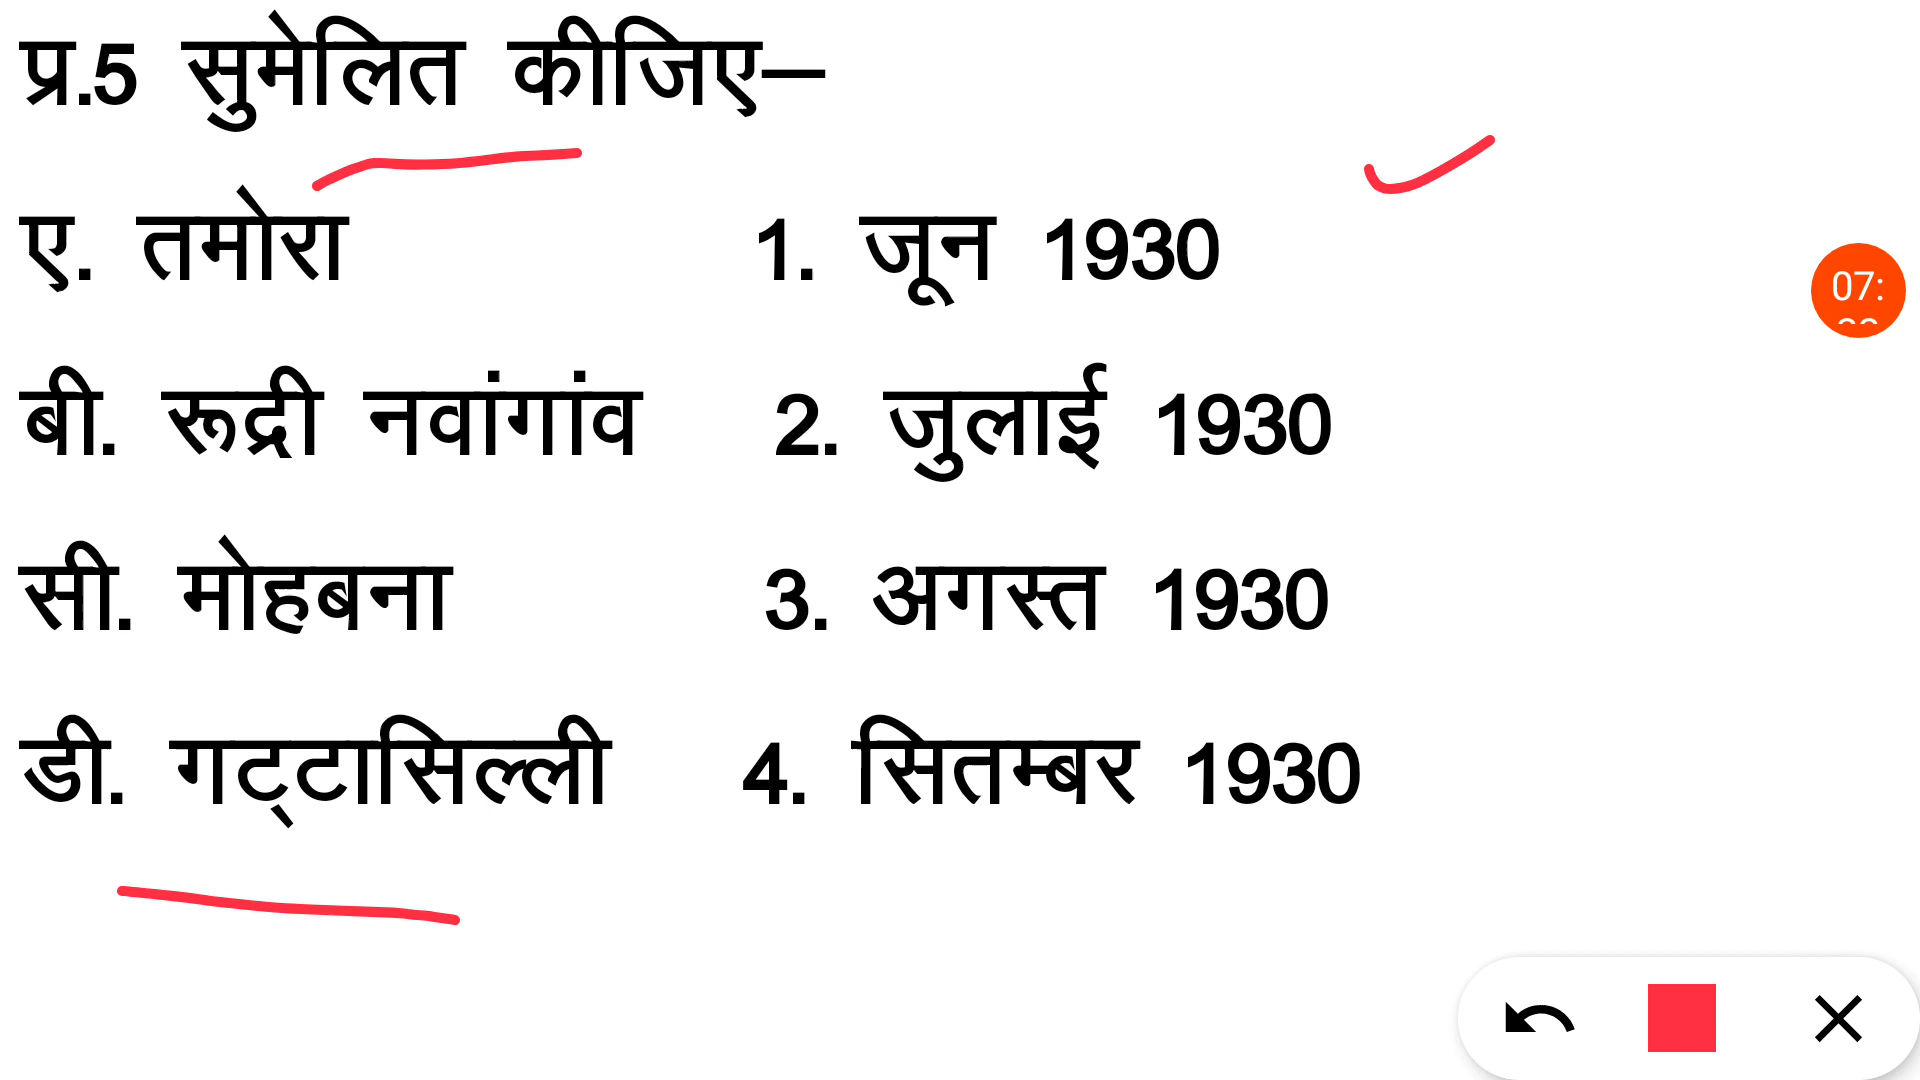 प्र.5 सुमेलित कीजिए–
ए. तमोरा 1. जून 1930
07:
बी. रूद्री नवांगांव 2. जुलाई 1930
सी. मोहबना 3. अगस्त 1930
डी. गट्‌टासिल्ली 4. सितम्बर 1930